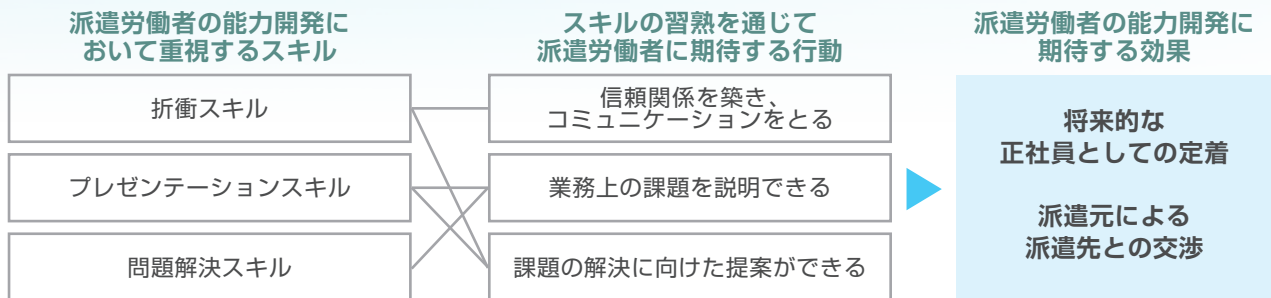 派遣労働者の能力開発に
おいて重視するスキル
折衝スキル
プレゼンテーションスキル
問題解決スキル
スキルの習熟を通じて
派遣労働者に期待する行動
信頼関係を築き、
コミュニケーションをとる
業務上の課題を説明できる
課題の解決に向けた提案ができる
派遣労働者の能力開発に
期待する効果
将来的な
正社員としての定着
派遣元による
派遣先との交渉